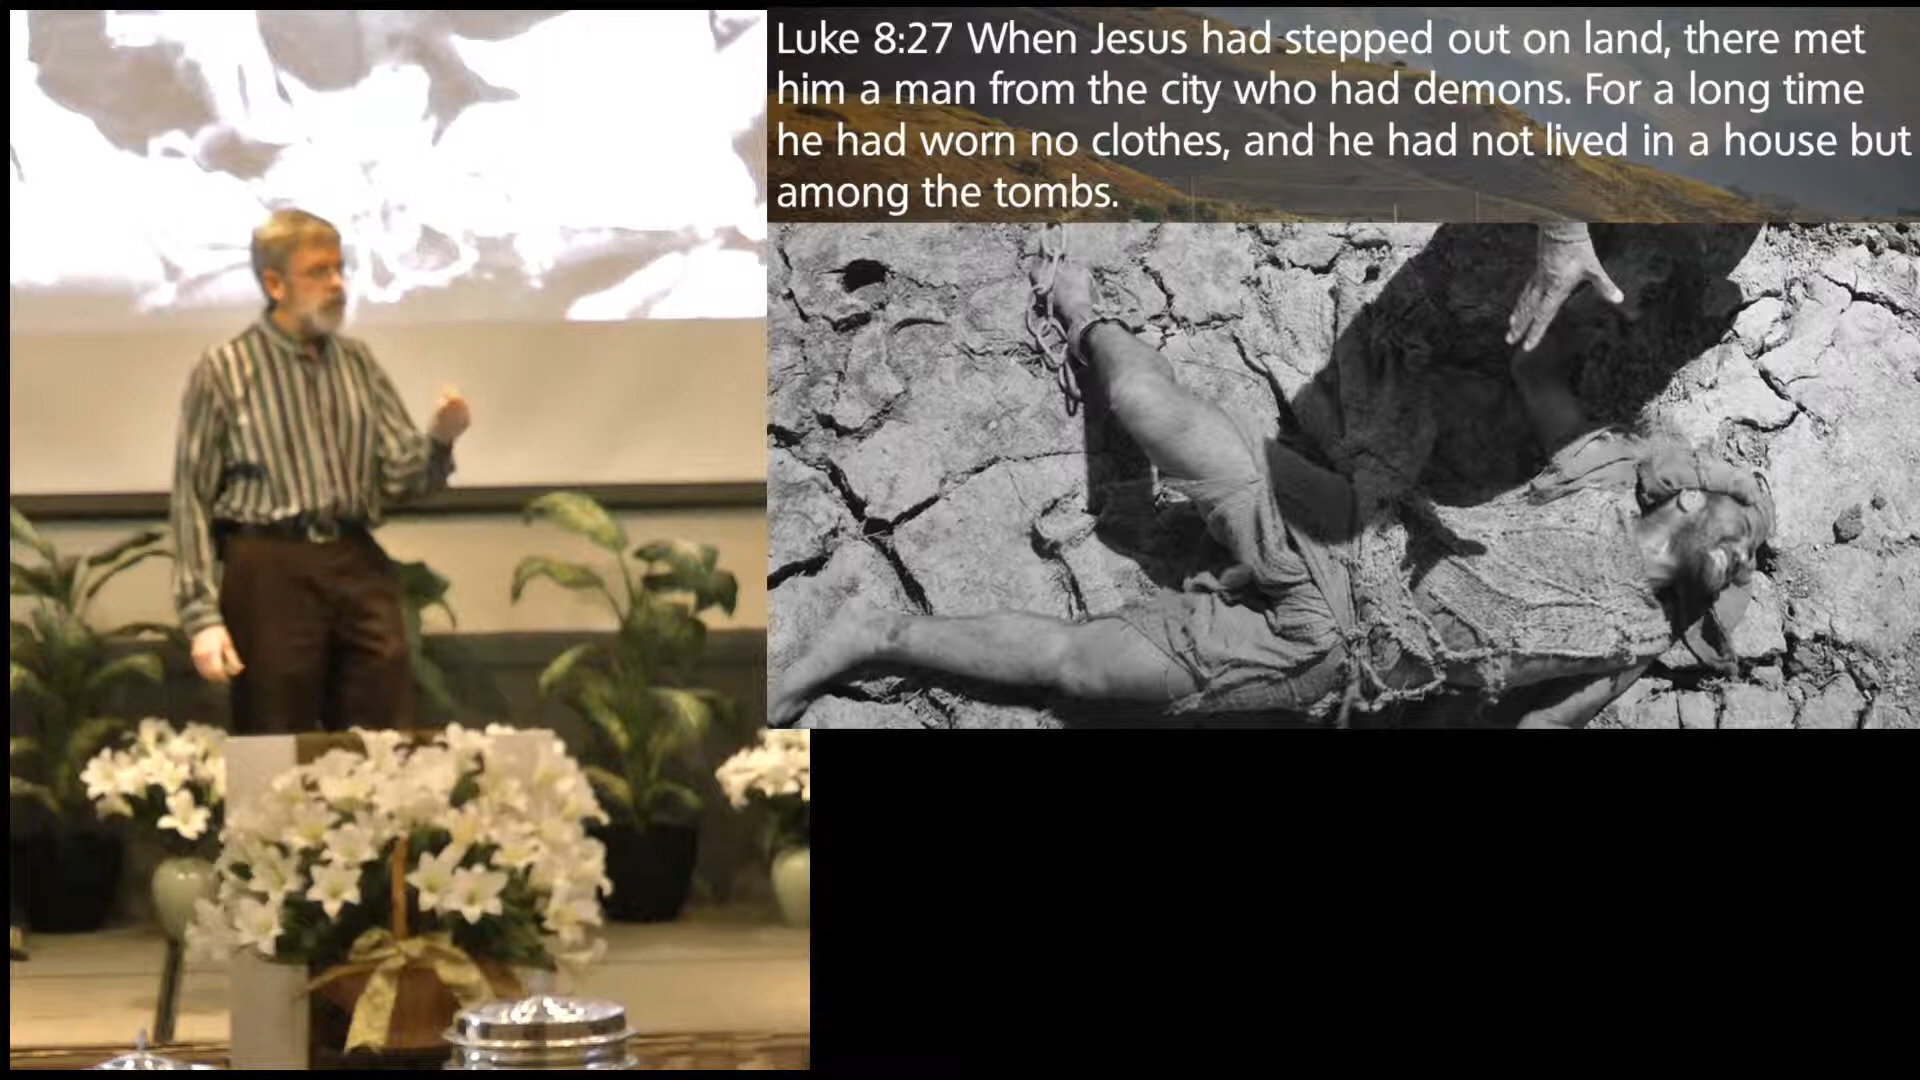 Luke 8:27 When Jesus had stepped out on land, there met
him a man from the city who had demons. For a long time
he had worn no clothes, and he had not lived in a house but
among the tombs.